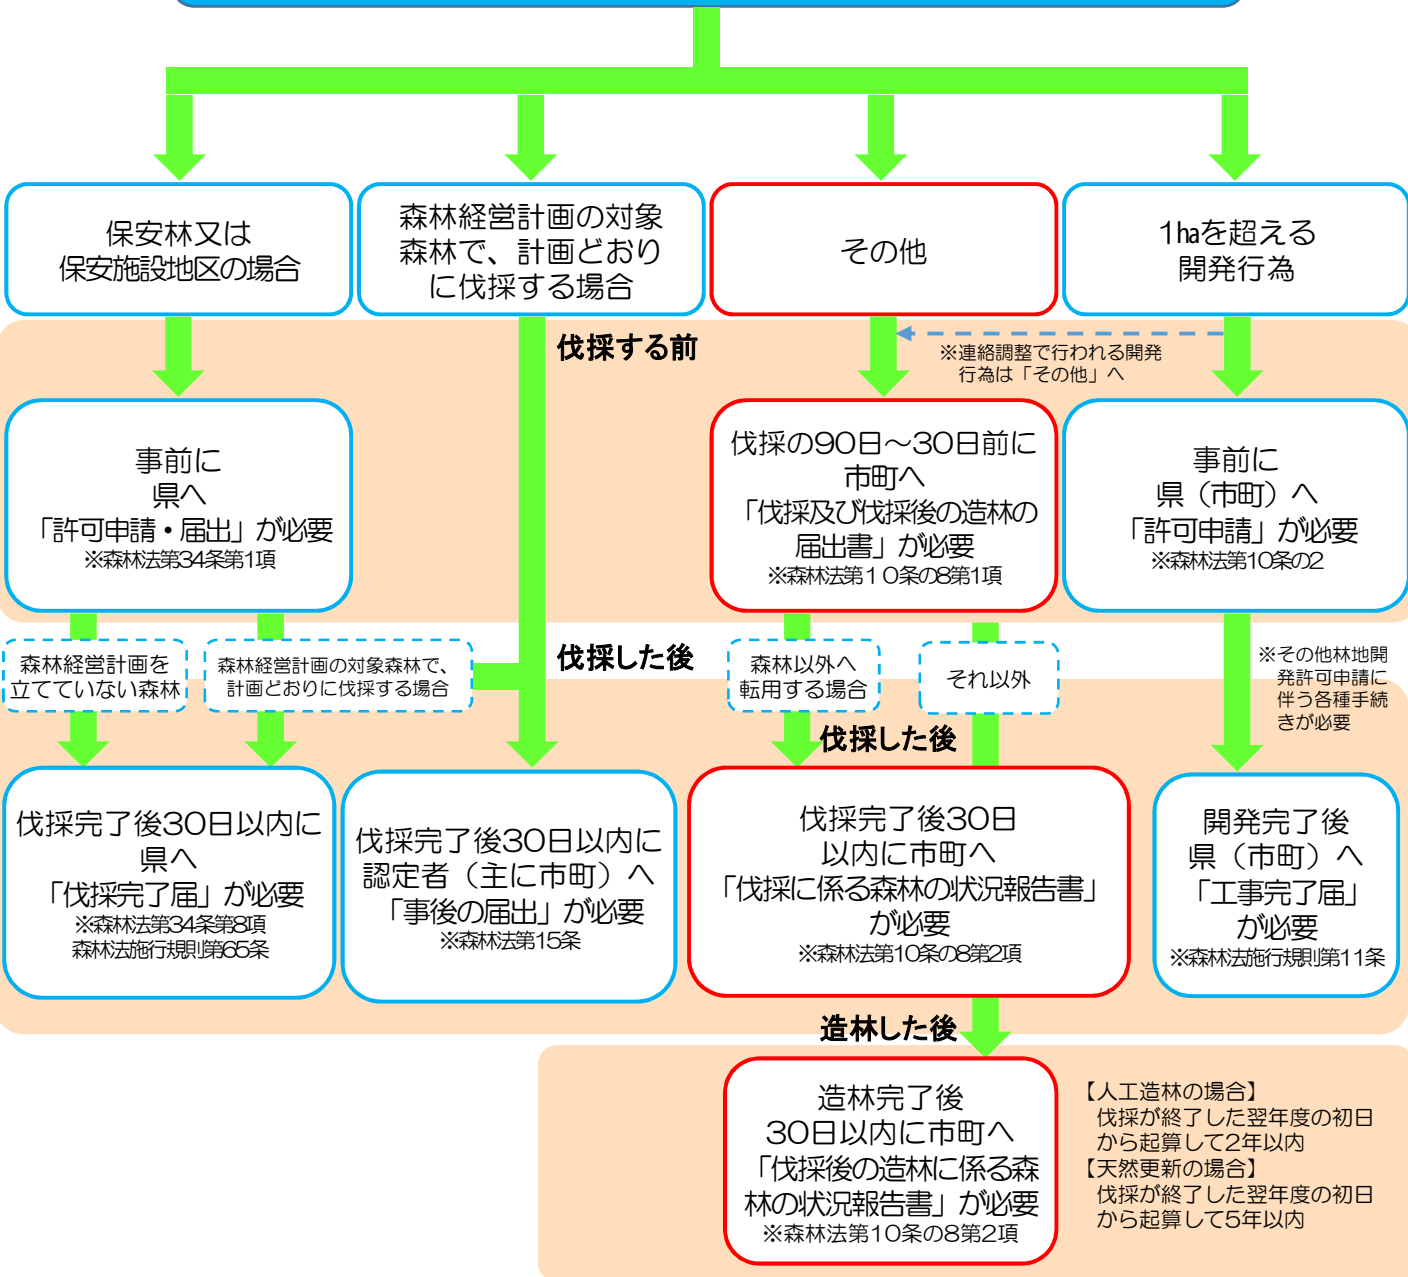 保安林又は
保安施設地区の場合
森林経営計画の対象
森林で、計画どおり
に伐採する場合
その他
1haを超える
開発行為
伐採する前
※連絡調整で行われる開発
行為は「その他」へ
事前に
県へ
「許可申請・届出」が必要
※森林法第34条第1項
伐採の90日～30日前に
市町へ
「伐採及び伐採後の造林の
届出書」が必要
※森林法第１０条の8第1項
事前に
県（市町）へ
「許可申請」が必要
※森林法第10条の2
森林経営計画を
立てていない森林
森林経営計画の対象森林で、
計画どおりに伐採する場合
伐採した後
森林以外へ
転用する場合
それ以外
※その他林地開
発許可申請に
伴う各種手続
きが必要
伐採した後
伐採完了後30日以内に
県へ
「伐採完了届」が必要
※森林法第34条第8項
森林法施行規則第65条
伐採完了後30日以内に
認定者（主に市町）へ
「事後の届出」が必要
※森林法第15条
伐採完了後30日
以内に市町へ
「伐採に係る森林の状況報告書」
が必要
※森林法第10条の8第2項
開発完了後
県（市町）へ
「工事完了届」
が必要
※森林法施行規則第11条
造林した後
造林完了後
30日以内に市町へ
「伐採後の造林に係る森
林の状況報告書」が必要
※森林法第10条の8第2項
【人工造林の場合】
伐採が終了した翌年度の初日
から起算して2年以内
【天然更新の場合】
伐採が終了した翌年度の初日
から起算して5年以内